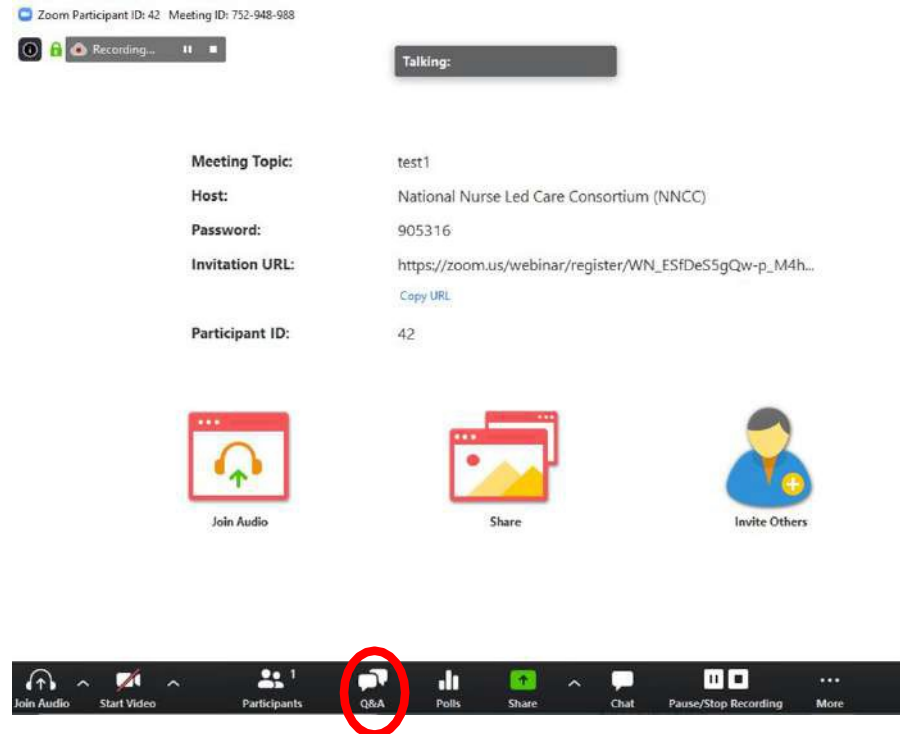 Zoom Participant ID: 42 Meeting ID: 752-948-988
Recording...
Talking:
Meeting Topic: test1
Host: National Nurse Led Care Consortium (NNCC)
Password: 905316
Invitation URL: https://zoom.us/webinar/register/WN_ESfDeS5gQw-p_M4h...
Copy URL
Participant ID: 42
Join Audio Share Invite Others
1
Join Audio Start Video Participants Q&A Polls Share Chat Pause/Stop Recording More